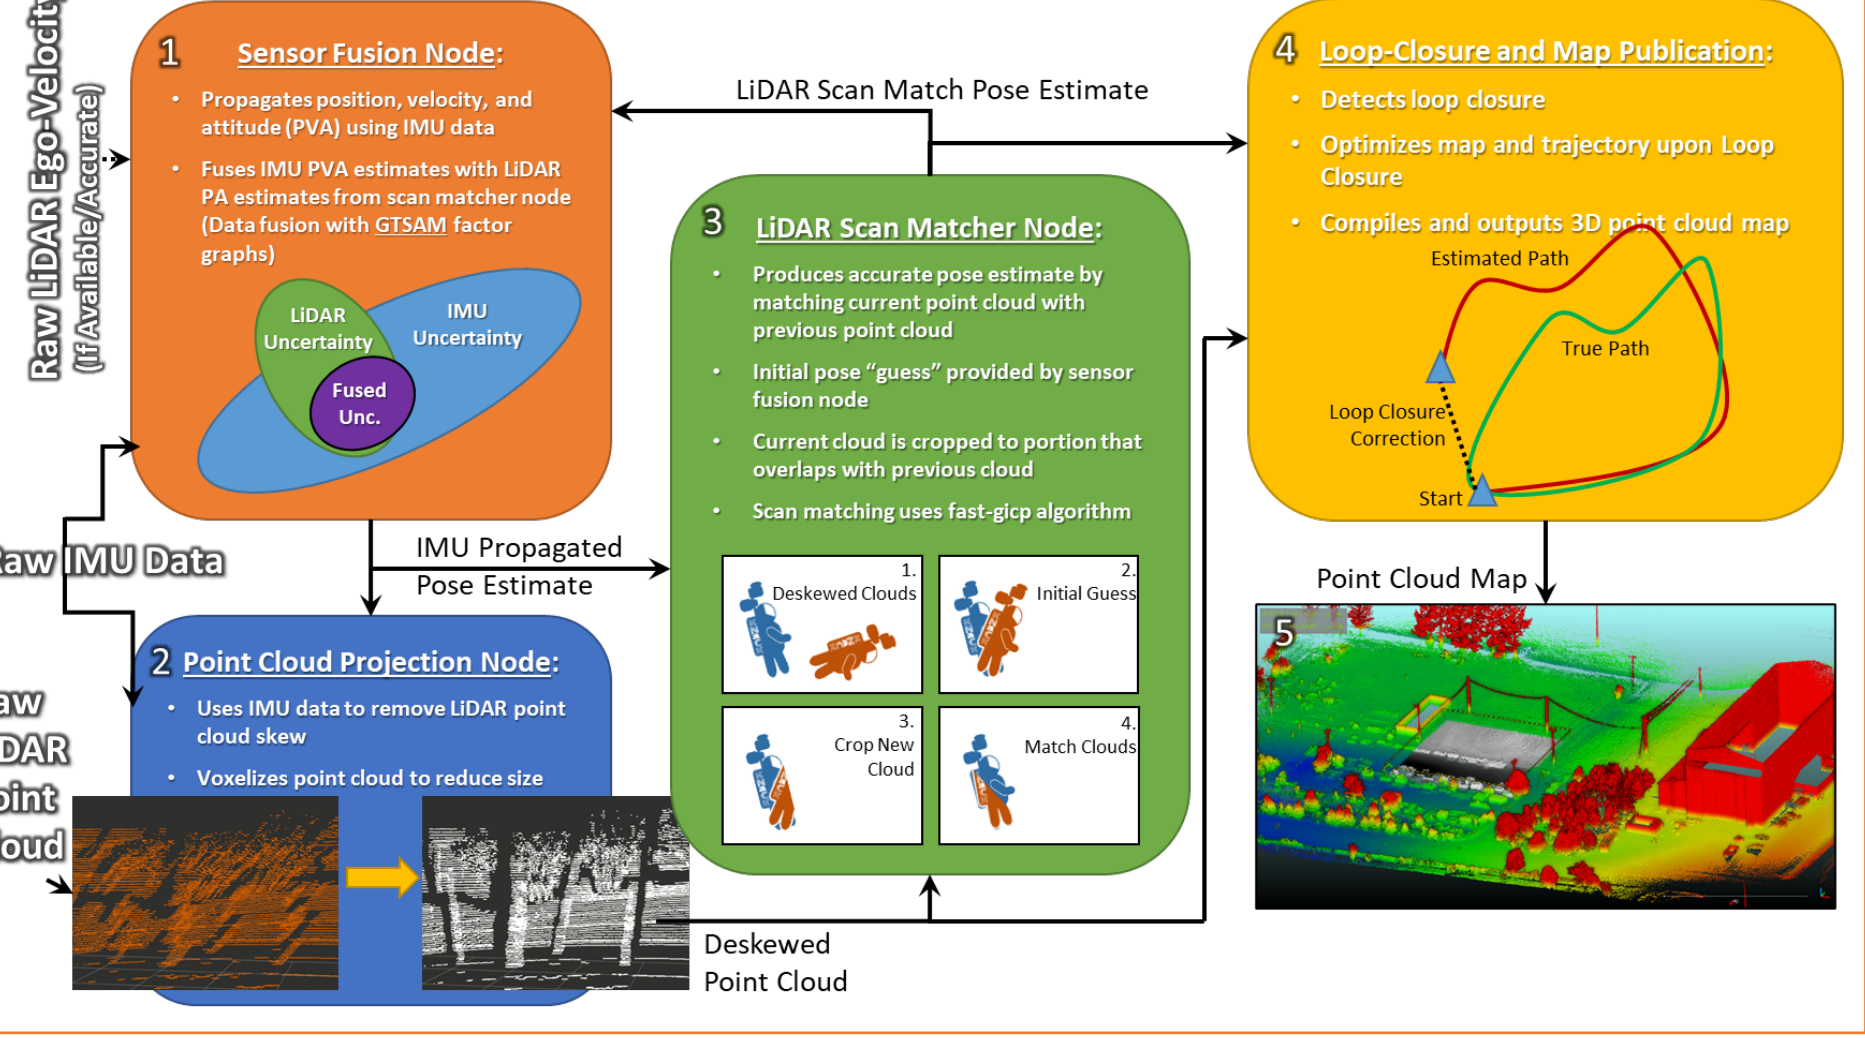 Raw LiDAR Ego-Velocity
(If Available/Accurate)
1
Sensor Fusion Node:
• Propagates position, velocity, and
attitude (PVA) using IMU data
• Fuses IMU PVA estimates with LiDAR
PA estimates from scan matcher node
(Data fusion with GTSAM factor
graphs)
LiDAR
Uncertainty
IMU
Uncertainty
Fused
Unc.
LiDAR Scan Match Pose Estimate
3
LiDAR Scan Matcher Node:
• Produces accurate pose estimate by
matching current point cloud with
previous point cloud
• Initial pose “guess” provided by sensor
fusion node
• Current cloud is cropped to portion that
overlaps with previous cloud
• Scan matching uses fast-gicp algorithm
1.
Deskewed Clouds
2.
Initial Guess
3.
Crop New
Cloud
4.
Match Clouds
4
Loop-Closure and Map Publication:
• Detects loop closure
• Optimizes map and trajectory upon Loop
Closure
• Compiles and outputs 3D point cloud map
Estimated Path
True Path
Loop Closure
Correction
Start
Raw IMU Data
IMU Propagated
Pose Estimate
2
Point Cloud Projection Node:
• Uses IMU data to remove LiDAR point
cloud skew
• Voxelizes point cloud to reduce size
aw
DAR
oint
loud
Deskewed
Point Cloud
Point Cloud Map
5